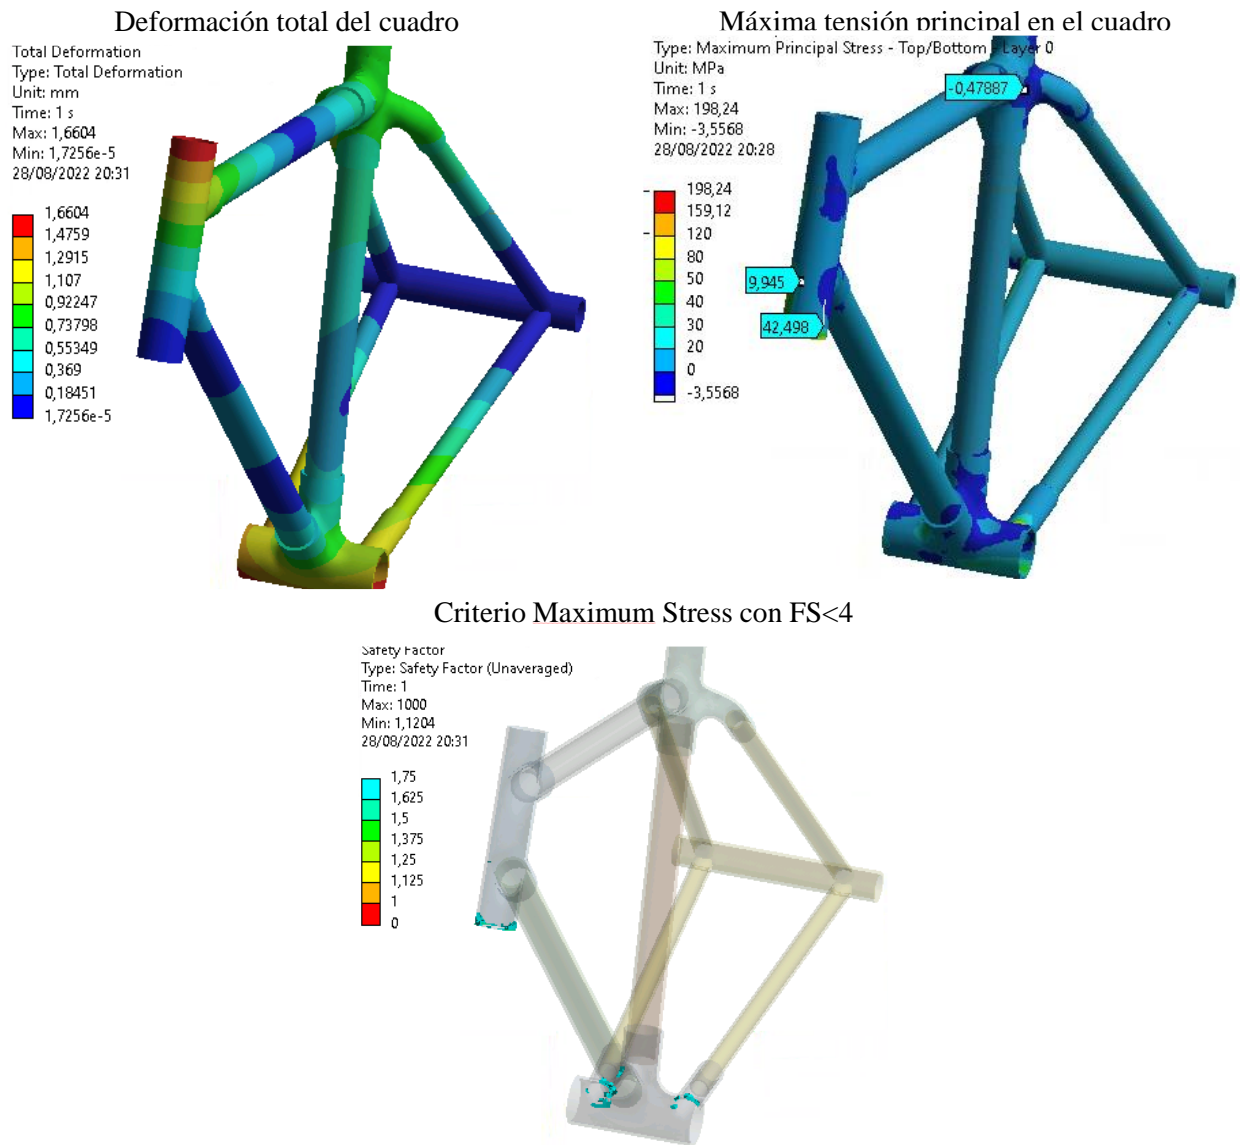 Deformación total del cuadro
Total Deformation
Type: Total Deformation
Unit: mm
Time: 1 s
Max: 1,6604
Min: 1,7256e-5
28/08/2022 20:31
1,6604
1,4759
1,2915
1,107
0,92247
0,73798
0,55349
0,369
0,18451
1,7256e-5
Máxima tensión principal en el cuadro
Type: Maximum Principal Stress - Top/Bottom - Layer 0
Unit: MPa
Time: 1 s
Max: 198,24
Min: -3,5568
28/08/2022 20:28
198,24
159,12
120
80
50
40
30
20
0
-3,5568
-0,47887
9,945
42,498
Criterio Maximum Stress con FS<4
Safety Factor
Type: Safety Factor (Unaveraged)
Time: 1
Max: 1000
Min: 1,1204
28/08/2022 20:31
1,75
1,625
1,5
1,375
1,25
1,125
1
0